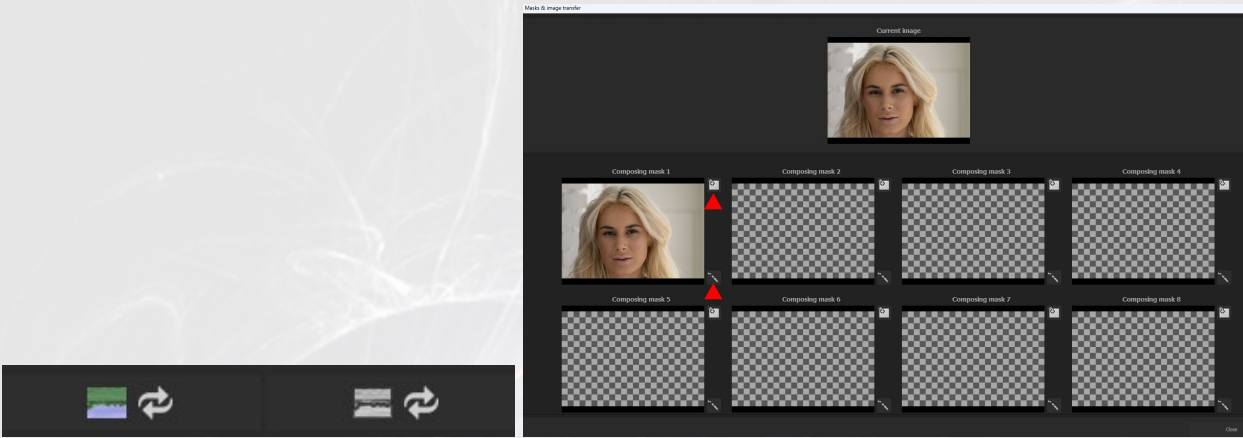 Masks & image transfer
Current image
Composing mask 1
Composing mask 2
Composing mask 3
Composing mask 4
Composing mask 5
Composing mask 6
Composing mask 7
Composing mask 8
Close